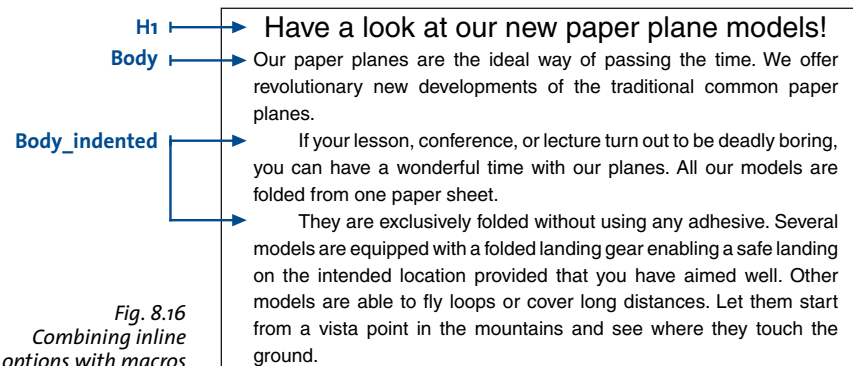 H1
Have a look at our new paper plane models!
Body
Our paper planes are the ideal way of passing the time. We offer
revolutionary new developments of the traditional common paper
planes.
Body_indented
If your lesson, conference, or lecture turn out to be deadly boring,
you can have a wonderful time with our planes. All our models are
folded from one paper sheet.
They are exclusively folded without using any adhesive. Several
models are equipped with a folded landing gear enabling a safe landing
on the intended location provided that you have aimed well. Other
models are able to fly loops or cover long distances. Let them start
from a vista point in the mountains and see where they touch the
ground.
Fig. 8.16
Combining inline
options with macros